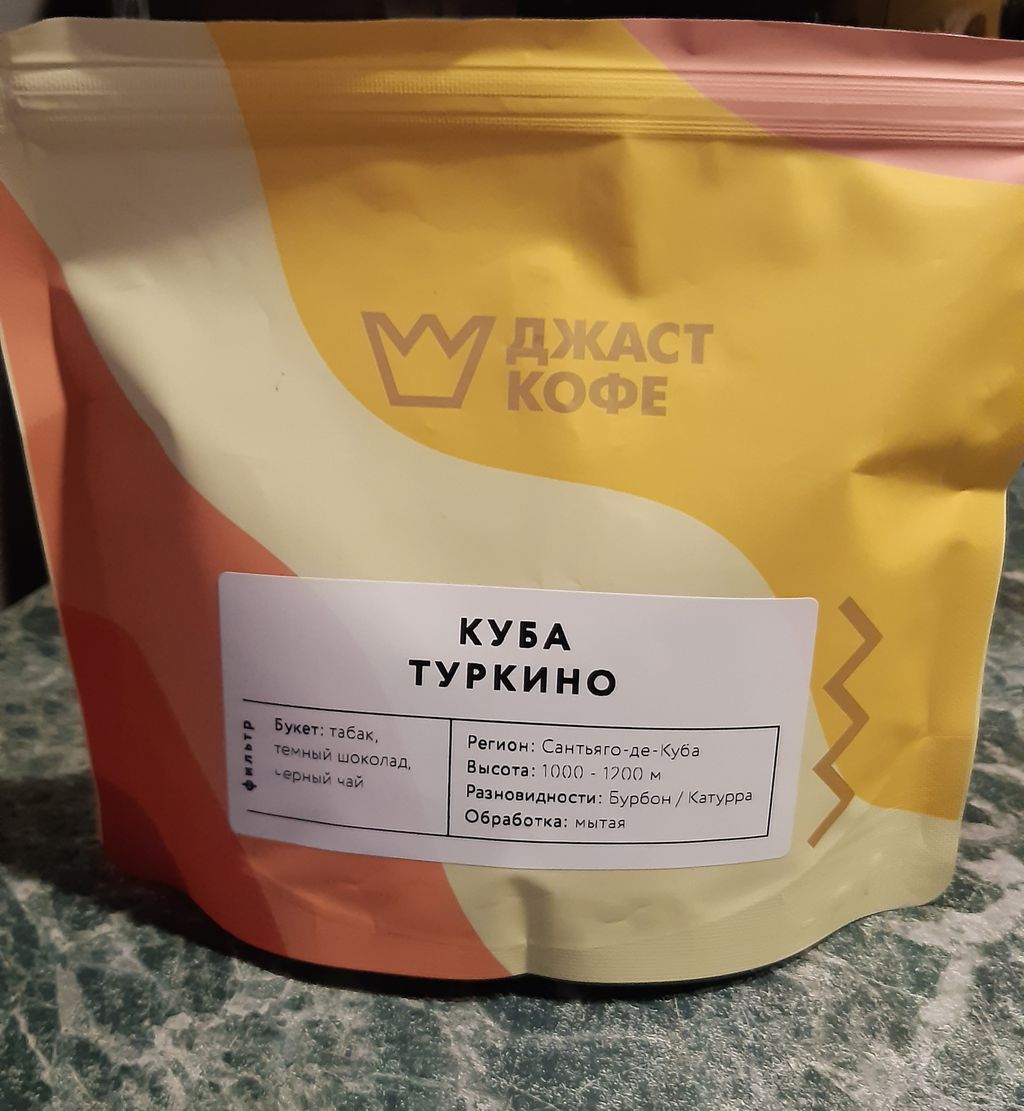 ДЖАСТ
КОФЕ
КУБА
ТУРКИНО
фильтр
Букет: табак,
темный шоколад,
черный чай
Регион: Сантьяго-де-Куба
Высота: 1000 - 1200 м
Разновидности: Бурбон / Катурра
Обработка: мытая